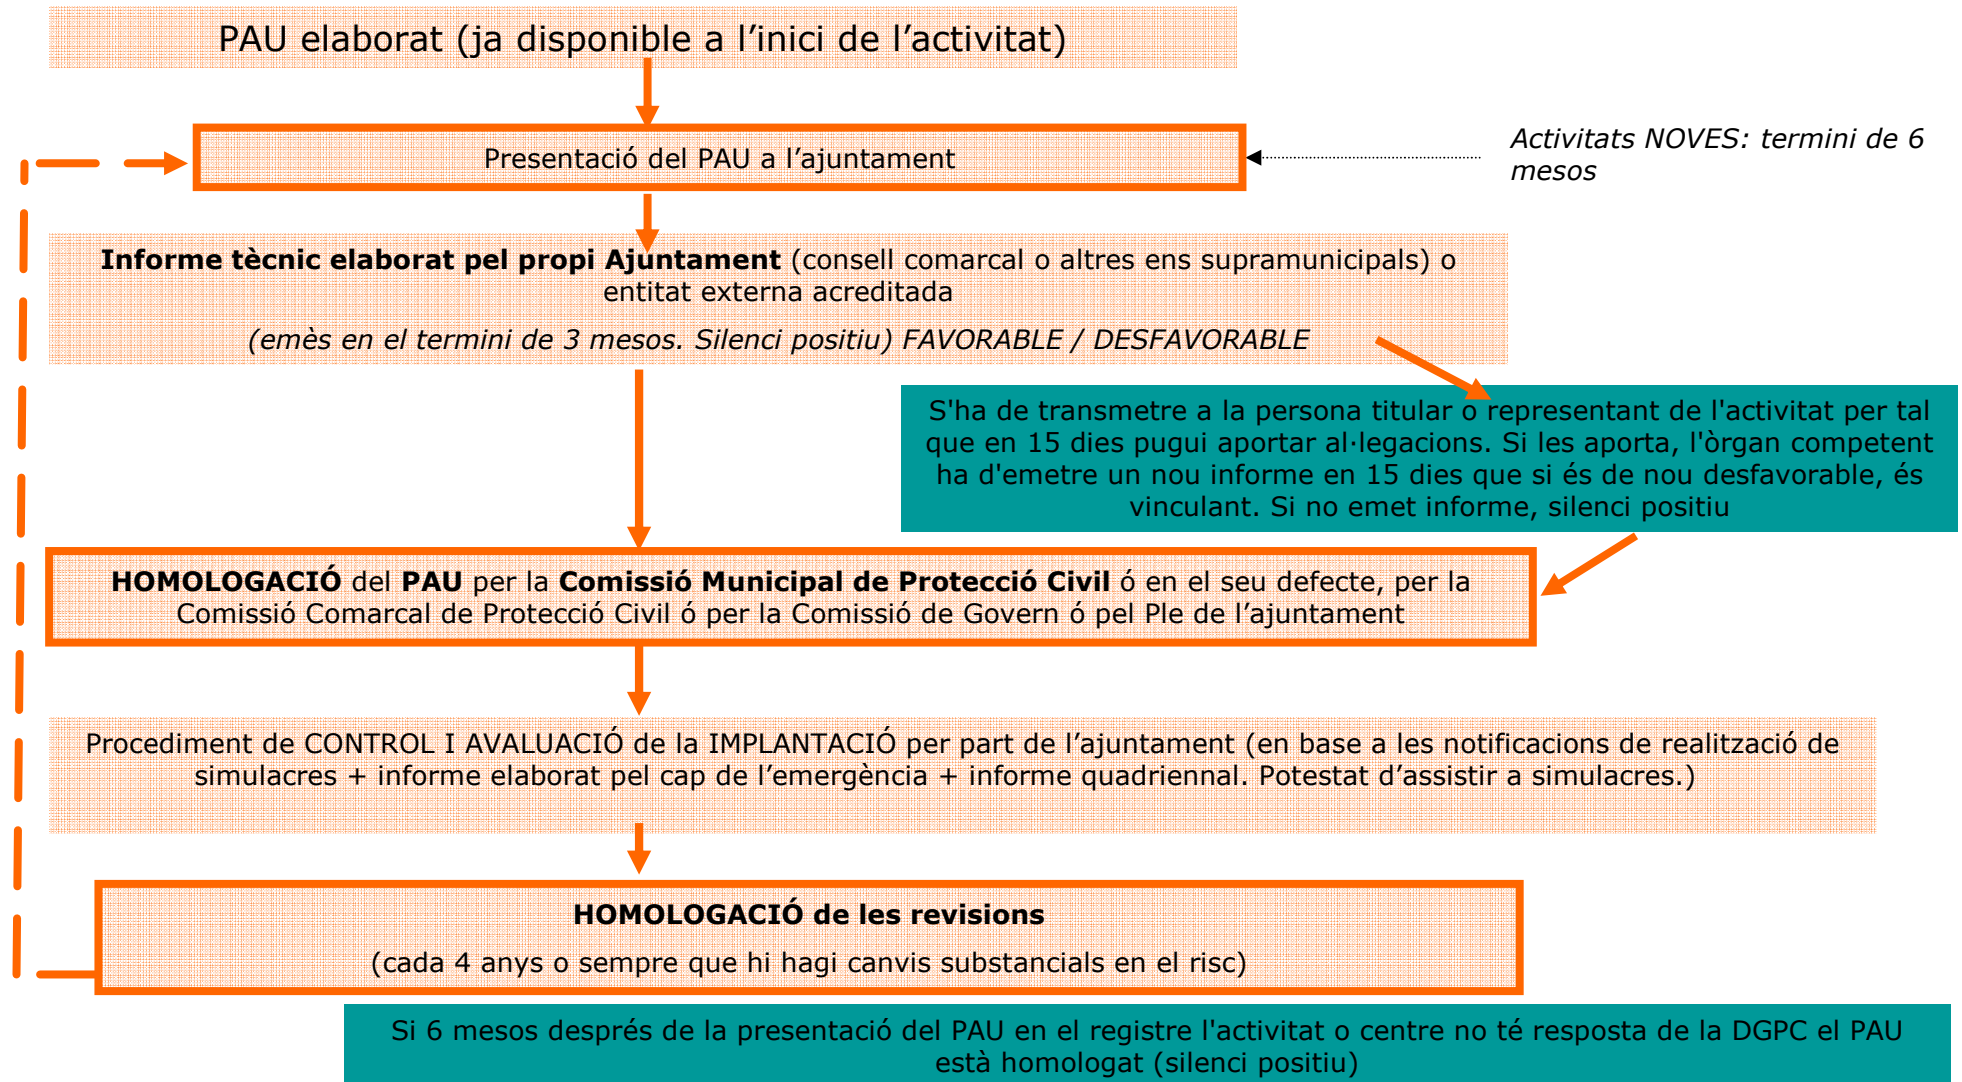 PAU elaborat (ja disponible a l’inici de l’activitat)
Presentació del PAU a l’ajuntament
Activitats NOVES: termini de 6
mesos
Informe tècnic elaborat pel propi Ajuntament (consell comarcal o altres ens supramunicipals) o
entitat externa acreditada
(emès en el termini de 3 mesos. Silenci positiu) FAVORABLE / DESFAVORABLE
S'ha de transmetre a la persona titular o representant de l'activitat per tal
que en 15 dies pugui aportar al·legacions. Si les aporta, l'òrgan competent
ha d'emetre un nou informe en 15 dies que si és de nou desfavorable, és
vinculant. Si no emet informe, silenci positiu
HOMOLOGACIÓ del PAU per la Comissió Municipal de Protecció Civil ó en el seu defecte, per la
Comissió Comarcal de Protecció Civil ó per la Comissió de Govern ó pel Ple de l’ajuntament
Procediment de CONTROL I AVALUACIÓ de la IMPLANTACIÓ per part de l’ajuntament (en base a les notificacions de realització de
simulacres + informe elaborat pel cap de l’emergència + informe quadriennal. Potestat d’assistir a simulacres.)
HOMOLOGACIÓ de les revisions
(cada 4 anys o sempre que hi hagi canvis substancials en el risc)
Si 6 mesos després de la presentació del PAU en el registre l'activitat o centre no té resposta de la DGPC el PAU
està homologat (silenci positiu)